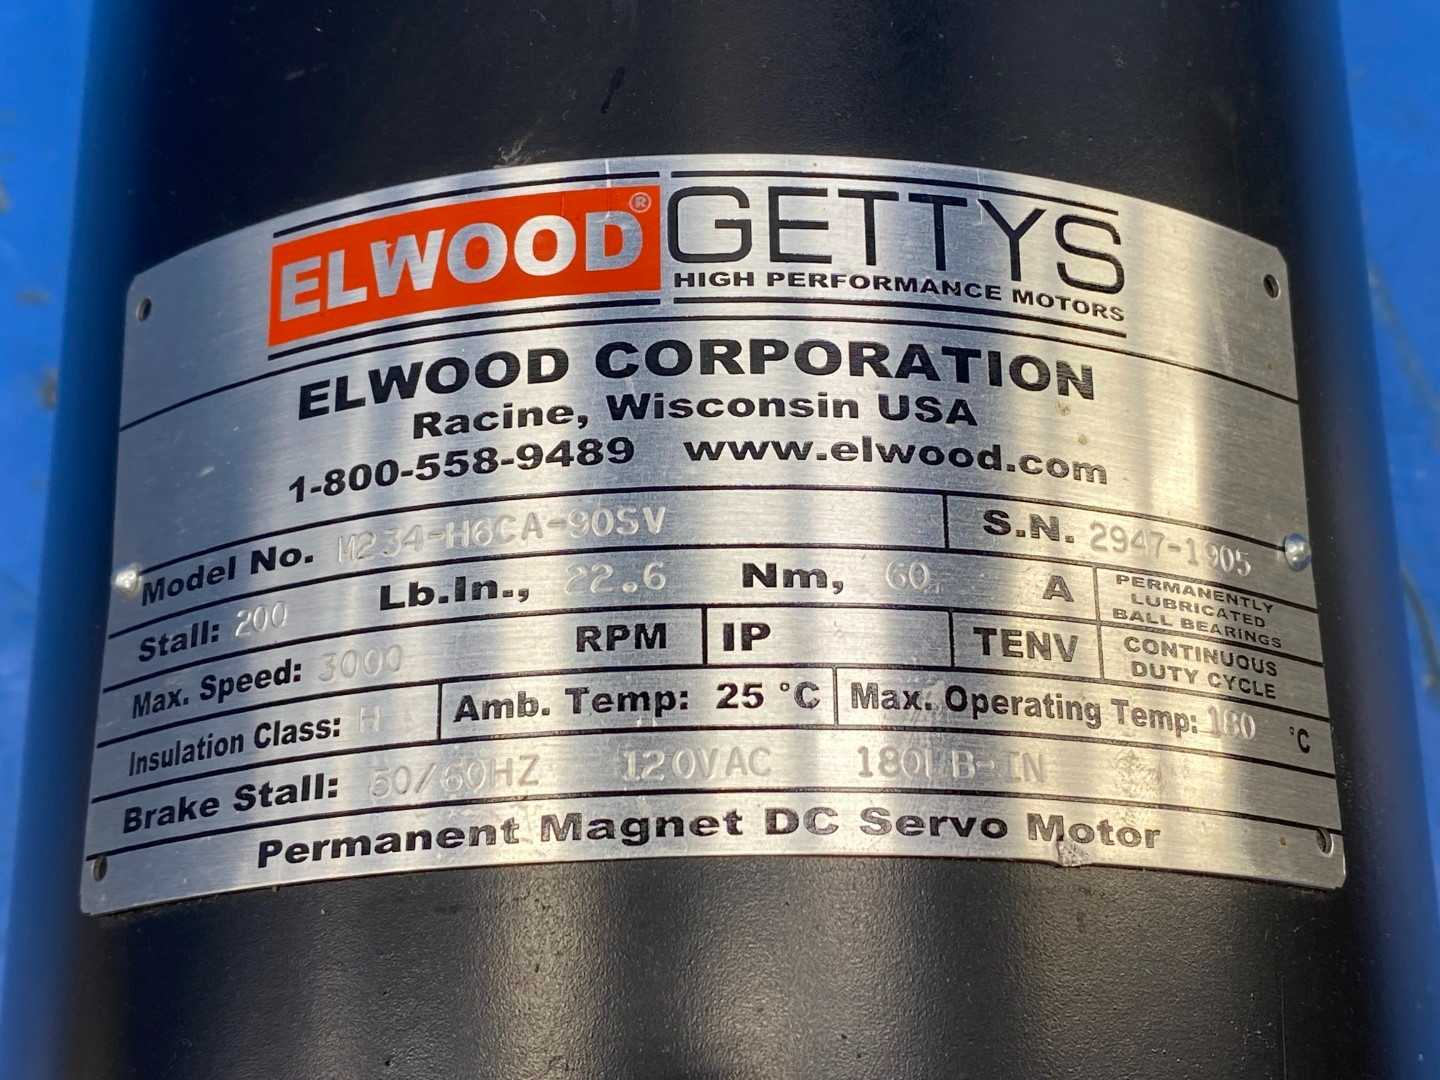 ELWOOD® GETTYS
HIGH PERFORMANCE MOTORS
ELWOOD CORPORATION
Racine, Wisconsin USA
1-800-558-9489 www.elwood.com
Model No. M234-H6CA-90SV S.N. 2947-1905
Stall: 200 Lb.In., 22.6 Nm, 60 A PERMANENTLY
LUBRICATED
BALL BEARINGS
Max. Speed: 3000 RPM IP TENV CONTINUOUS
DUTY CYCLE
Insulation Class: H Amb. Temp: 25 °C Max. Operating Temp: 180 °C
Brake Stall: 50/60HZ 120VAC 180LB-IN
Permanent Magnet DC Servo Motor